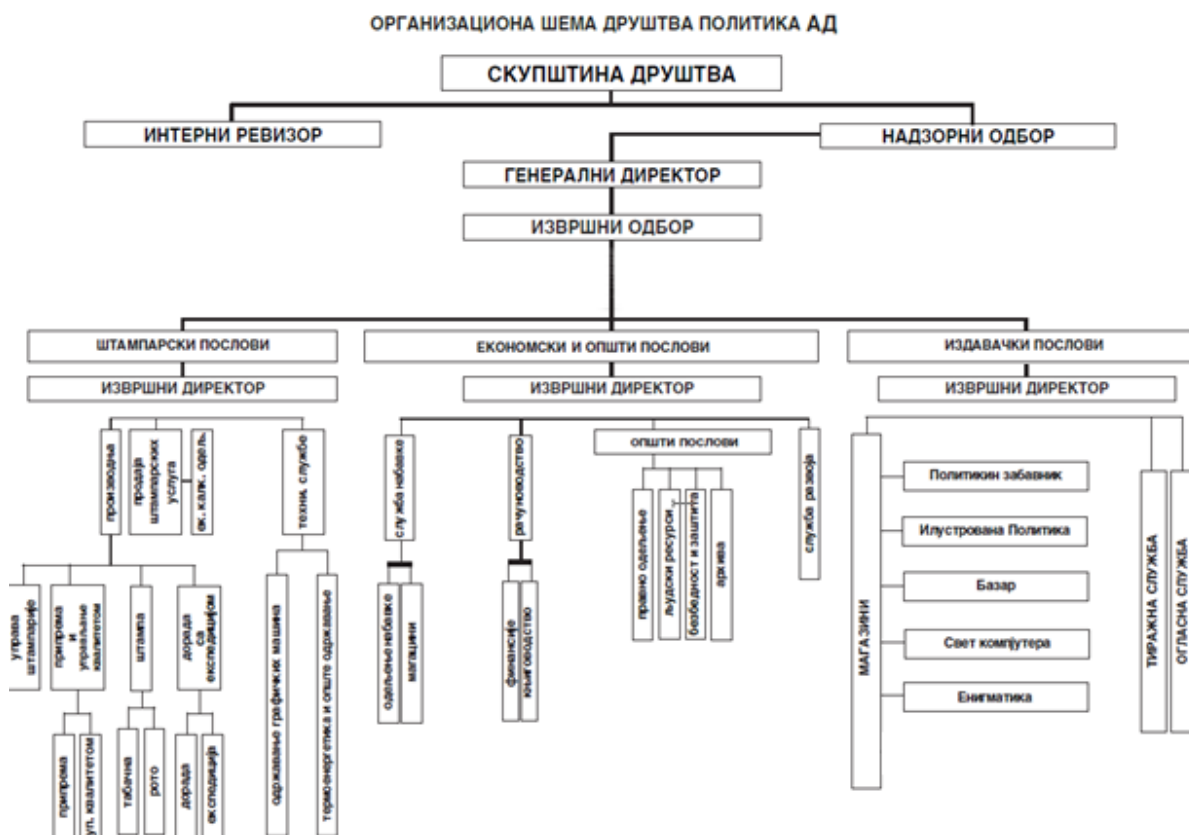 ОРГАНИЗАЦИОНА ШЕМА ДРУШТВА ПОЛИТИКА АД
СКУПШТИНА ДРУШТВА
ИНТЕРНИ РЕВИЗОР
НАДЗОРНИ ОДБОР
ГЕНЕРАЛНИ ДИРЕКТОР
ИЗВРШНИ ОДБОР
ШТАМПАРСКИ ПОСЛОВИ
ЕКОНОМСКИ И ОПШТИ ПОСЛОВИ
ИЗДАВАЧКИ ПОСЛОВИ
ИЗВРШНИ ДИРЕКТОР
ИЗВРШНИ ДИРЕКТОР
ИЗВРШНИ ДИРЕКТОР
производња
продаја
штампарских
услуга
ек. калк. одељ.
техни. службе
управа
штампарије
припрема
и
управљање
квалитетом
штампа
дорада
са
експедицијом
припрема
уп. квалитетом
табачна
рото
дорада
експедиција
одржавање графичких машина
термоенергетика и опште одржавање
служба набавке
рачуноводство
ОПШТИ ПОСЛОВИ
служба развоја
одељење набавке
магацини
финансије
књиговодство
правно одељење
људски ресурси...
безбедност и заштита
архива
МАГАЗИНИ
Политикин забавник
Илустрована Политика
Базар
Свет компјутера
Енигматика
ТИРАЖНА СЛУЖБА
ОГЛАСНА СЛУЖБА